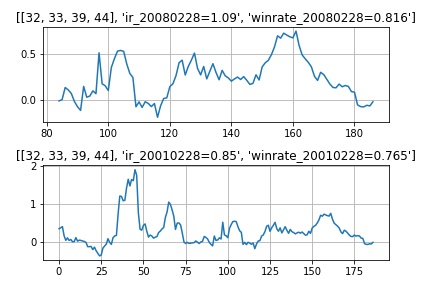 [[32, 33, 39, 44], 'ir_20080228=1.09', 'winrate_20080228=0.816']
0.5
0.0
80 100 120 140 160 180
[[32, 33, 39, 44], 'ir_20010228=0.85', 'winrate_20010228=0.765']
2
1
0
0 25 50 75 100 125 150 175